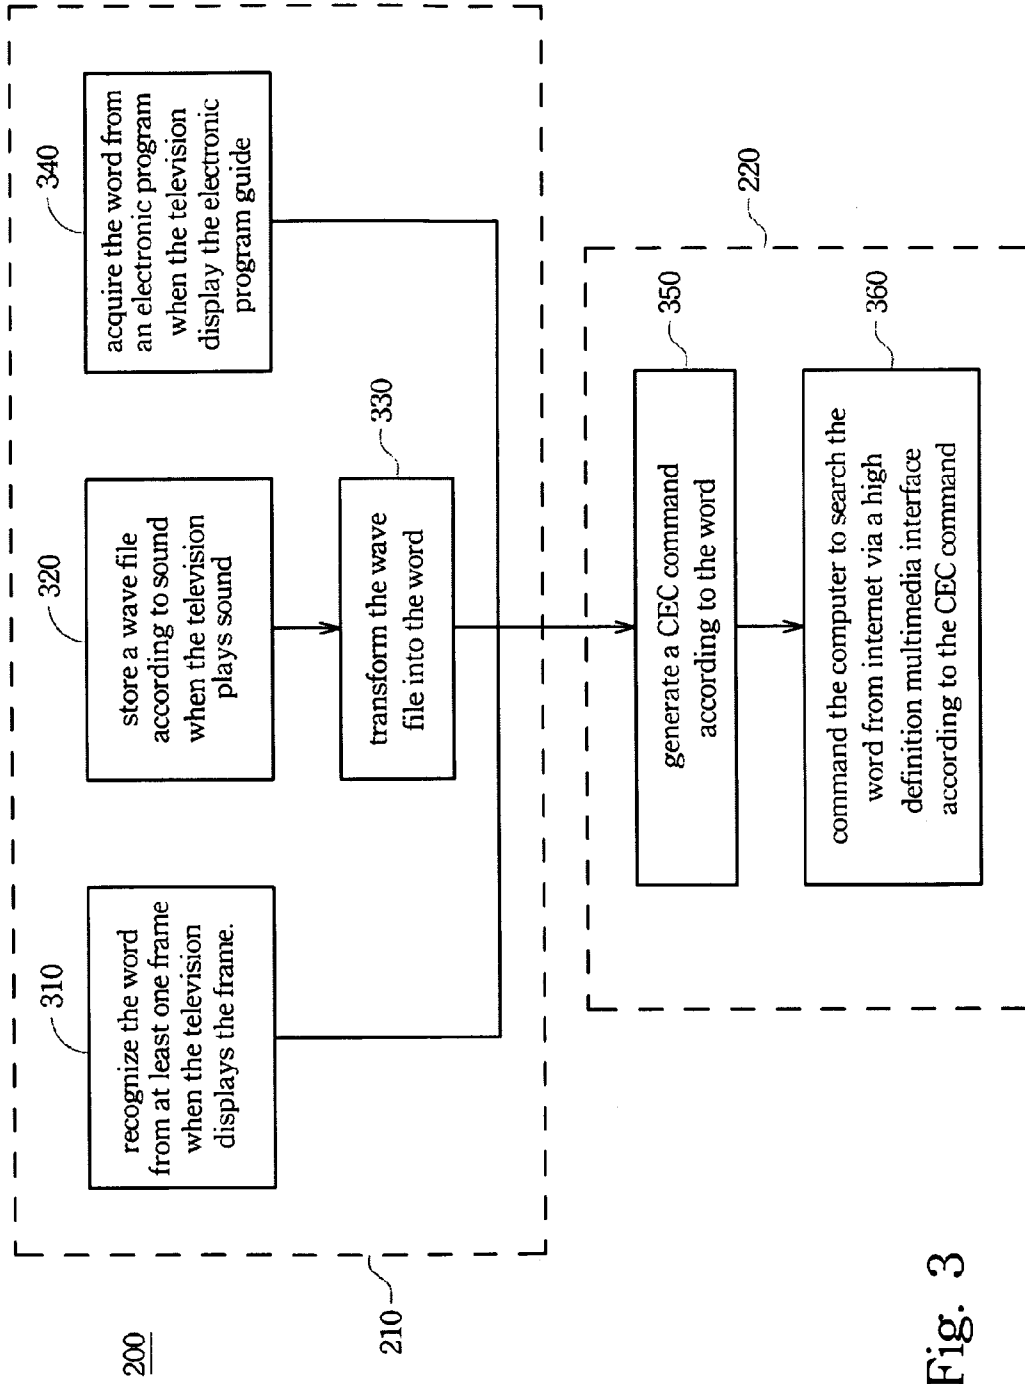 200
210
310
recognize the word
from at least one frame
when the television
displays the frame.
320
store a wave file
according to sound
when the television
plays sound
330
transform the wave
file into the word
340
acquire the word from
an electronic program
when the television
display the electronic
program guide
220
350
generate a CEC command
according to the word
360
command the computer to search the
word from internet via a high
definition multimedia interface
according to the CEC command
Fig. 3